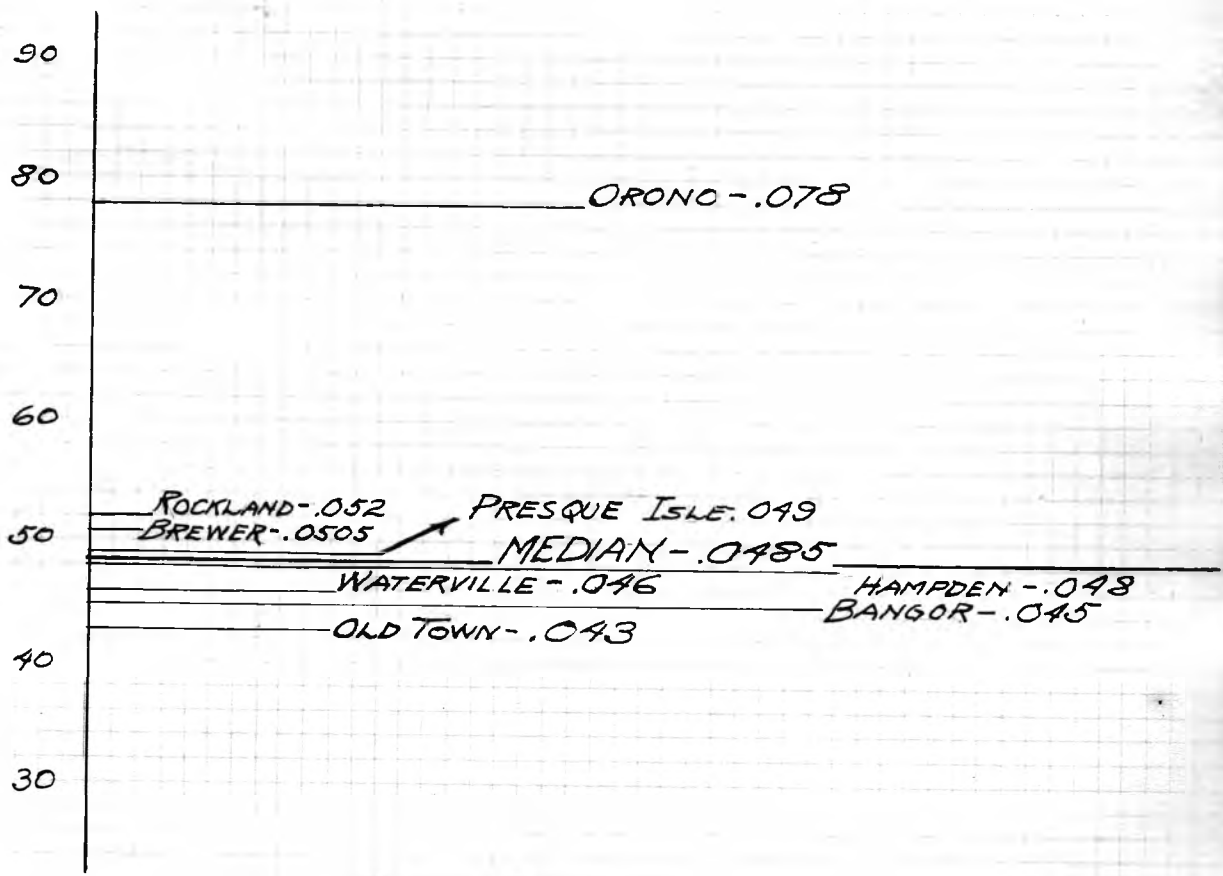 90
80
ORONO - .078
70
60
ROCKLAND - .052
PRESQUE ISLE. 049
50
BREWER - .0505
MEDIAN - .0485
WATERVILLE - .046
HAMPDEN - .048
BANGOR - .045
OLD TOWN - .043
40
30